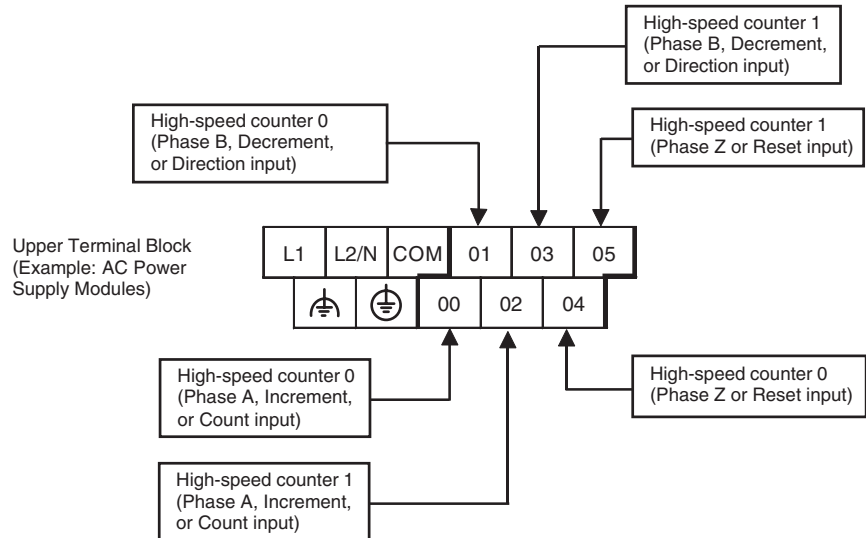 High-speed counter 1
(Phase B, Decrement,
or Direction input)
High-speed counter 0
(Phase B, Decrement,
or Direction input)
High-speed counter 1
(Phase Z or Reset input)
Upper Terminal Block
(Example: AC Power
Supply Modules)
L1 L2/N COM 01 03 05
00 02 04
High-speed counter 0
(Phase A, Increment,
or Count input)
High-speed counter 0
(Phase Z or Reset input)
High-speed counter 1
(Phase A, Increment,
or Count input)